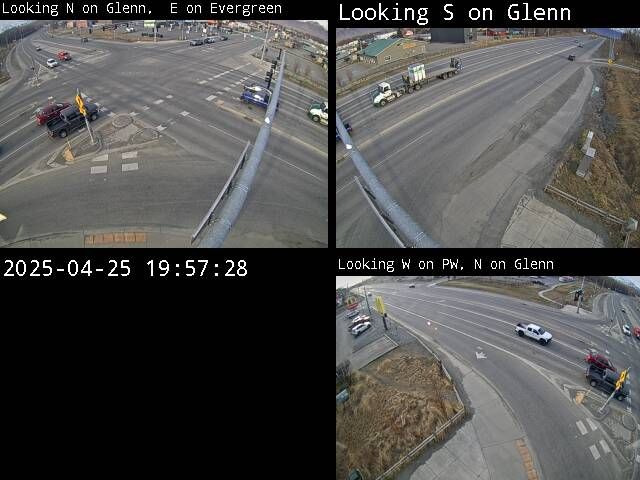 Looking N on Glenn,  E on Evergreen
Looking S on Glenn
2025-04-25 19:57:28
Looking W on PW, N on Glenn